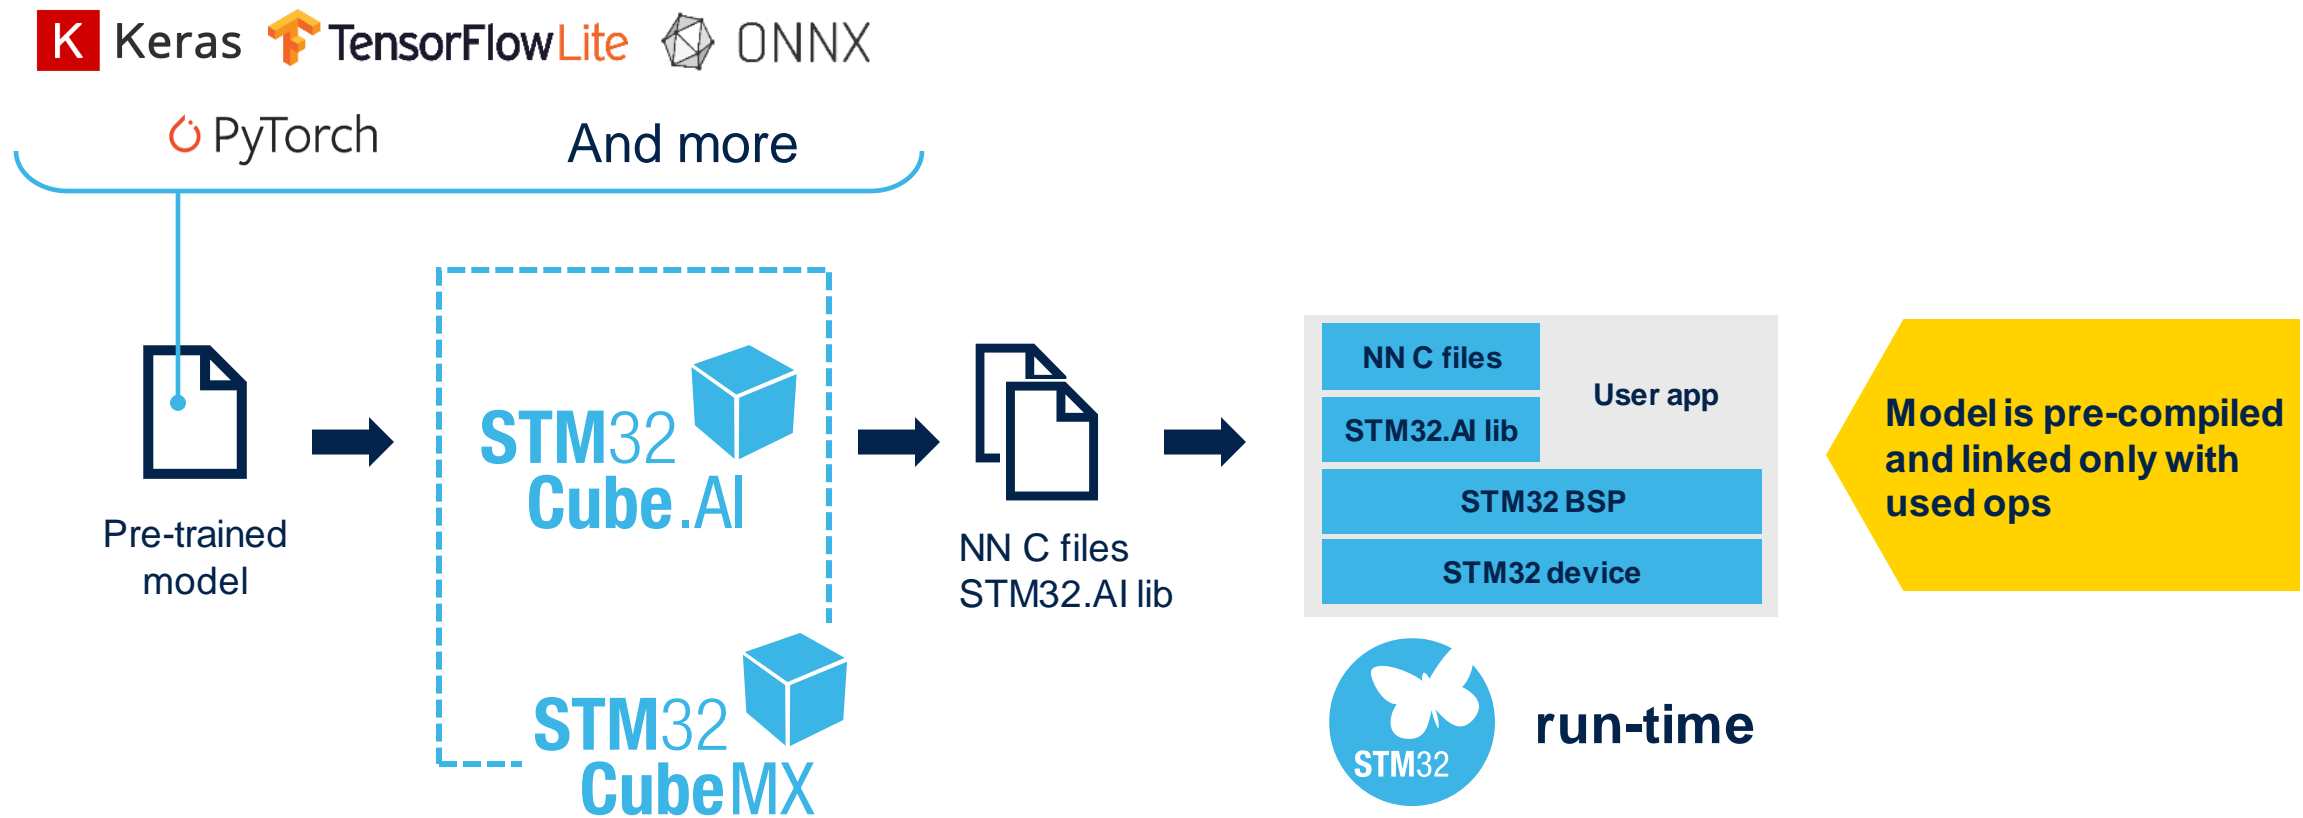 K Keras TensorFlow Lite ONNX
PyTorch And more
Pre-trained
model
STM32
Cube.AI
STM32
CubeMX
NN C files
STM32.AI lib
NN C files
User app
STM32.AI lib
STM32 BSP
STM32 device
STM32
run-time
Model is pre-compiled
and linked only with
used ops